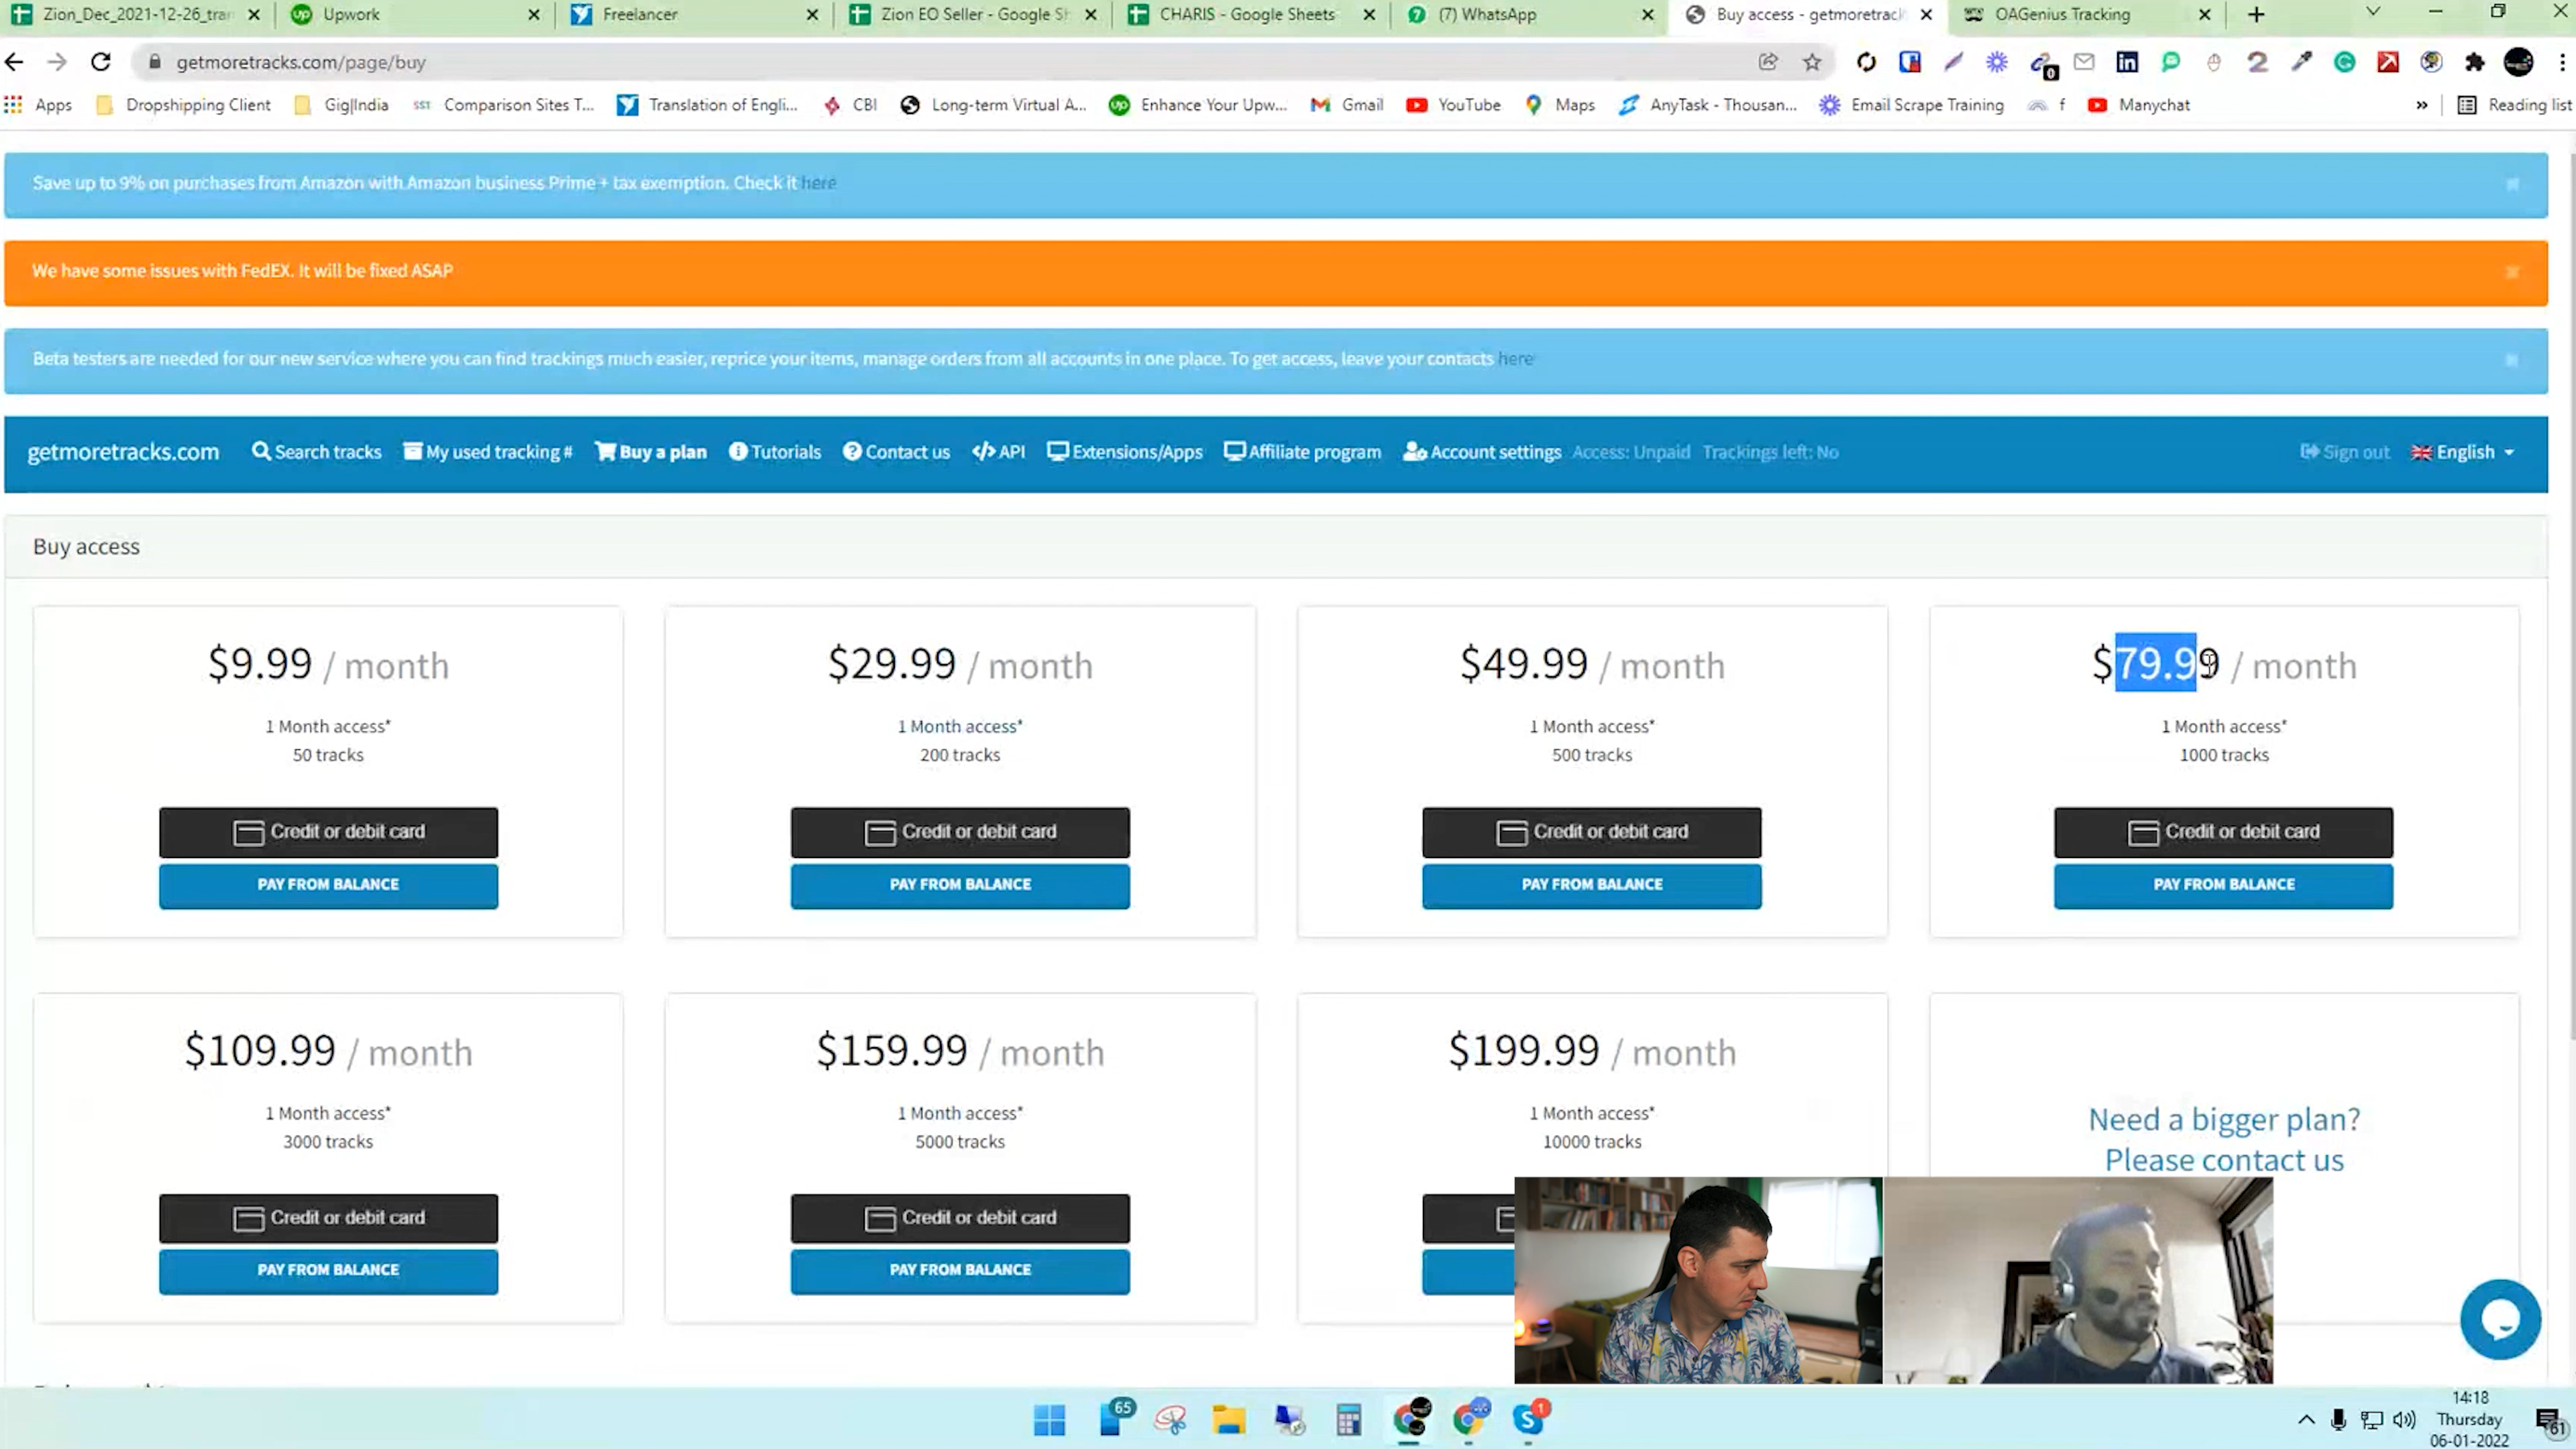 Zion_Dec_2021-12-26_tran
Upwork
Freelancer
Zion EO Seller - Google Sh
CHARIS - Google Sheets
(7) WhatsApp
Buy access - getmoretrack
OAGenius Tracking
getmoretracks.com/page/buy
Apps
Dropshipping Client
Gig|India
SST
Comparison Sites T...
Translation of Engli...
CBI
Long-term Virtual A...
Enhance Your Upw...
Gmail
YouTube
Maps
AnyTask - Thousan...
Email Scrape Training
f
Manychat
»
Reading list
Save up to 9% on purchases from Amazon with Amazon business Prime + tax exemption. Check it here
We have some issues with FedEX. It will be fixed ASAP
Beta testers are needed for our new service where you can find trackings much easier, reprice your items, manage orders from all accounts in one place. To get access, leave your contacts here
getmoretracks.com Search tracks My used tracking # Buy a plan Tutorials Contact us API Extensions/Apps Affiliate program Account settings Access: Unpaid Trackings left: No Sign out English
Buy access
$9.99 / month
1 Month access*
50 tracks
Credit or debit card
PAY FROM BALANCE
$29.99 / month
1 Month access*
200 tracks
Credit or debit card
PAY FROM BALANCE
$49.99 / month
1 Month access*
500 tracks
Credit or debit card
PAY FROM BALANCE
$79.99 / month
1 Month access*
1000 tracks
Credit or debit card
PAY FROM BALANCE
$109.99 / month
1 Month access*
3000 tracks
Credit or debit card
PAY FROM BALANCE
$159.99 / month
1 Month access*
5000 tracks
Credit or debit card
PAY FROM BALANCE
$199.99 / month
1 Month access*
10000 tracks
Need a bigger plan?
Please contact us
65
1
14:18
Thursday
06-01-2022
61